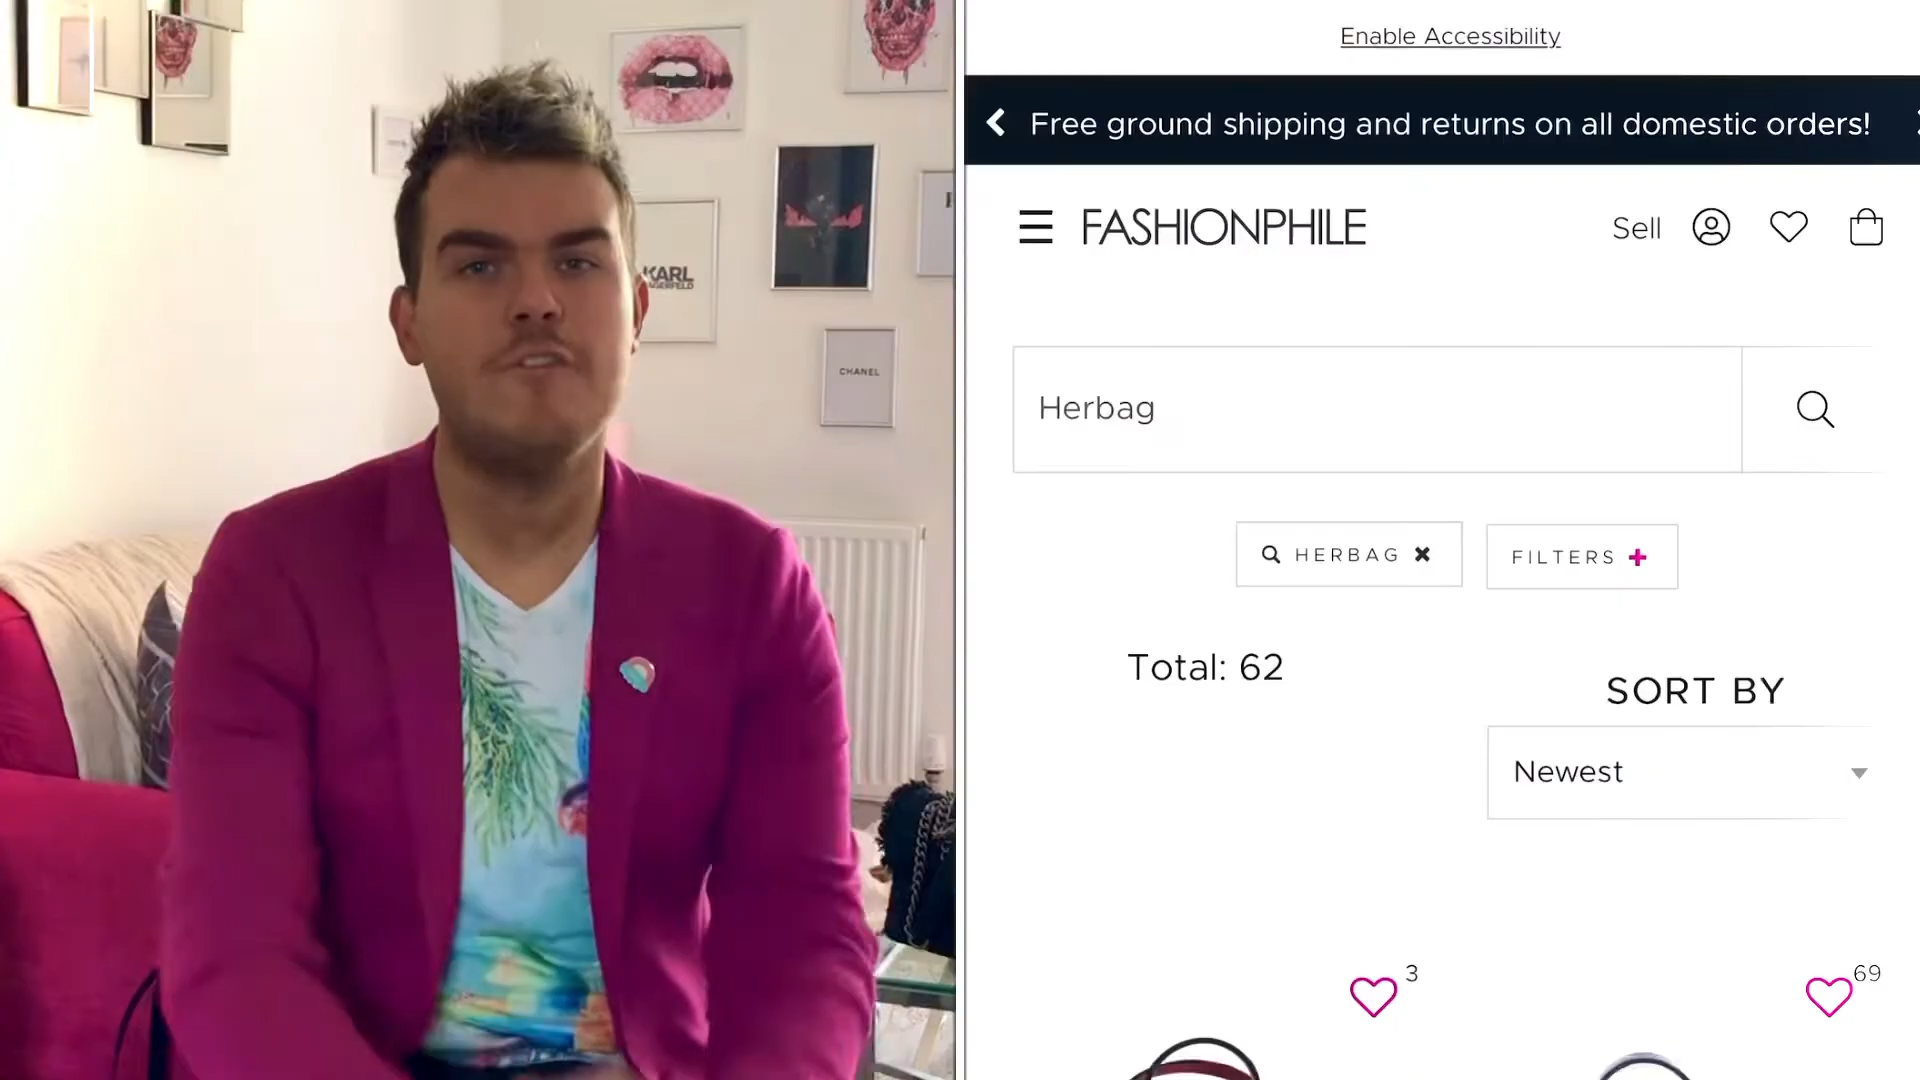 KARL
LAGERFELD
CHANEL
Enable Accessibility
Free ground shipping and returns on all domestic orders!
FASHIONPHILE
Sell
Herbag
HERBAG
FILTERS +
Total: 62
SORT BY
Newest
3
69